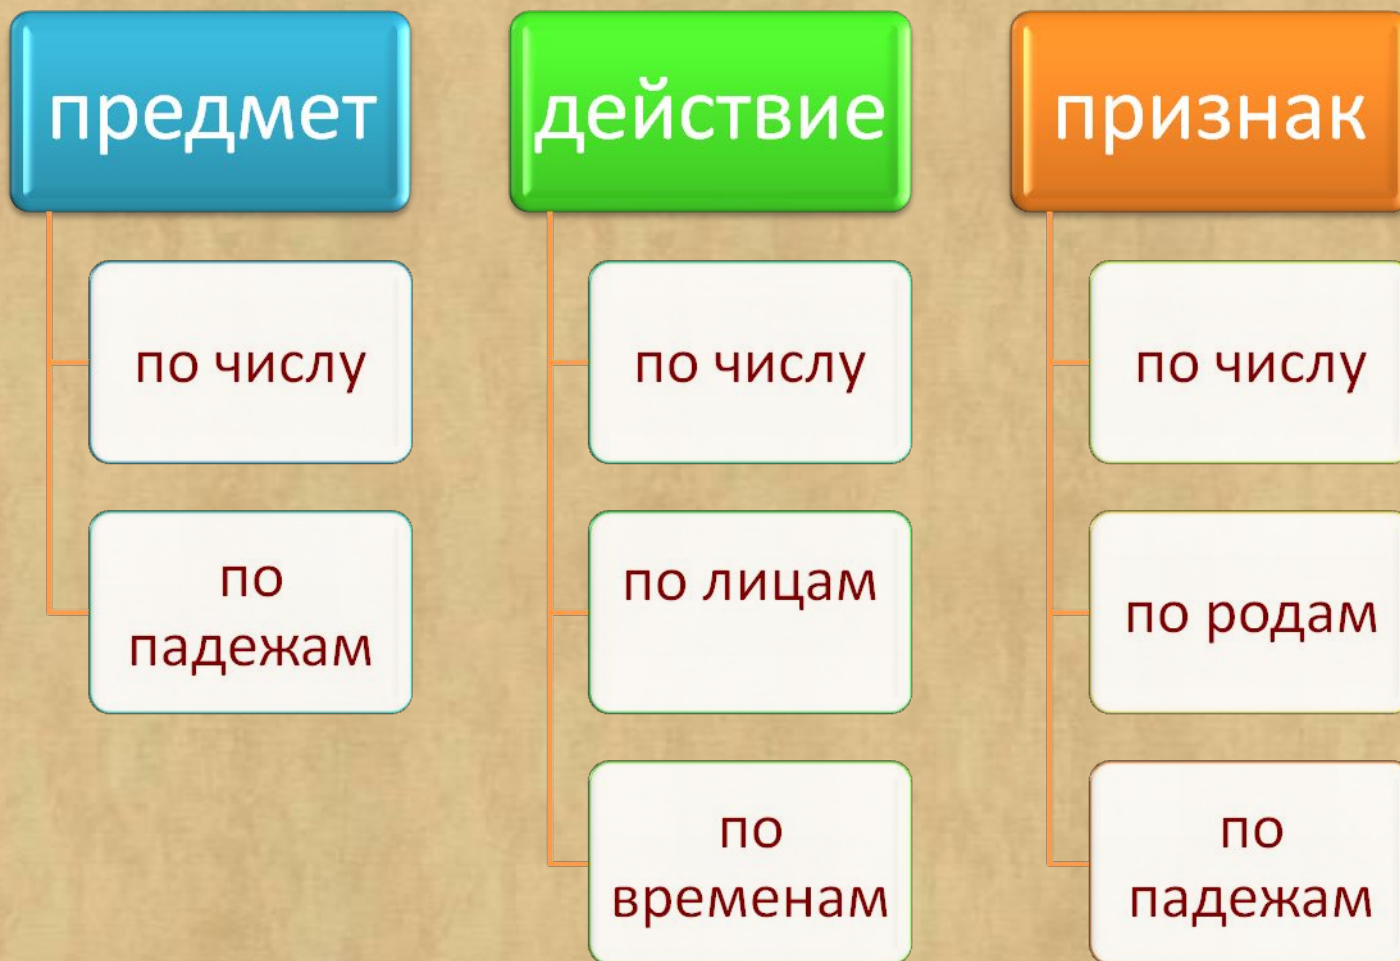 предмет
по числу
по
падежам
действие
по числу
по лицам
по
временам
признак
по числу
по родам
по
падежам